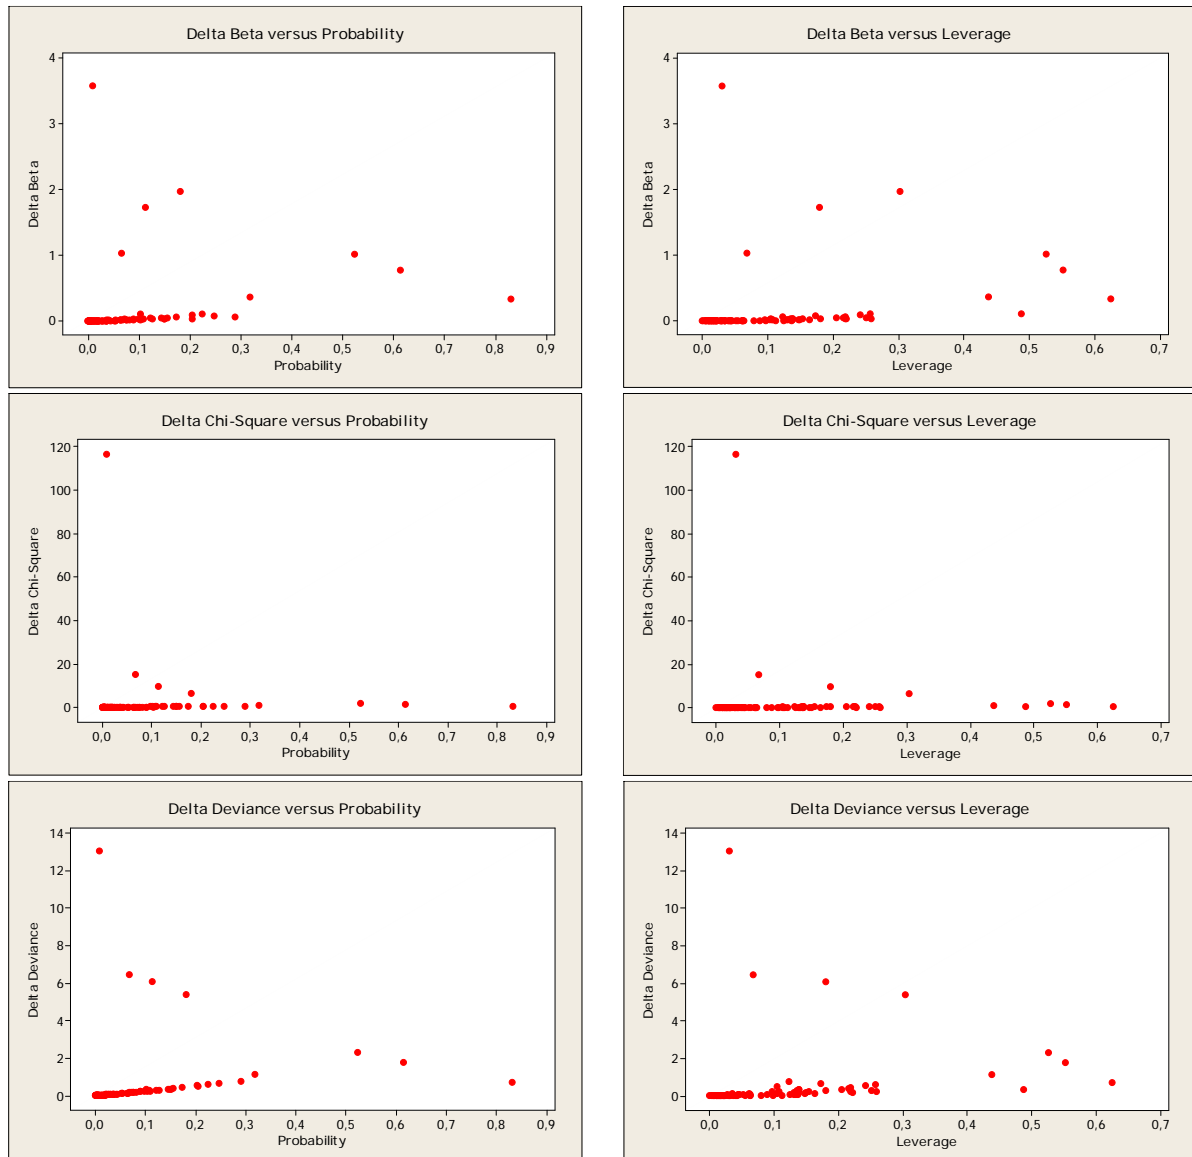 Delta Beta versus Probability
Delta Beta
4
3
2
1
0
0,0 0,1 0,2 0,3 0,4 0,5 0,6 0,7 0,8 0,9
Probability
Delta Beta versus Leverage
Delta Beta
4
3
2
1
0
0,0 0,1 0,2 0,3 0,4 0,5 0,6 0,7
Leverage
Delta Chi-Square versus Probability
Delta Chi-Square
120
100
80
60
40
20
0
0,0 0,1 0,2 0,3 0,4 0,5 0,6 0,7 0,8 0,9
Probability
Delta Chi-Square versus Leverage
Delta Chi-Square
120
100
80
60
40
20
0
0,0 0,1 0,2 0,3 0,4 0,5 0,6 0,7
Leverage
Delta Deviance versus Probability
Delta Deviance
14
12
10
8
6
4
2
0
0,0 0,1 0,2 0,3 0,4 0,5 0,6 0,7 0,8 0,9
Probability
Delta Deviance versus Leverage
Delta Deviance
14
12
10
8
6
4
2
0
0,0 0,1 0,2 0,3 0,4 0,5 0,6 0,7
Leverage